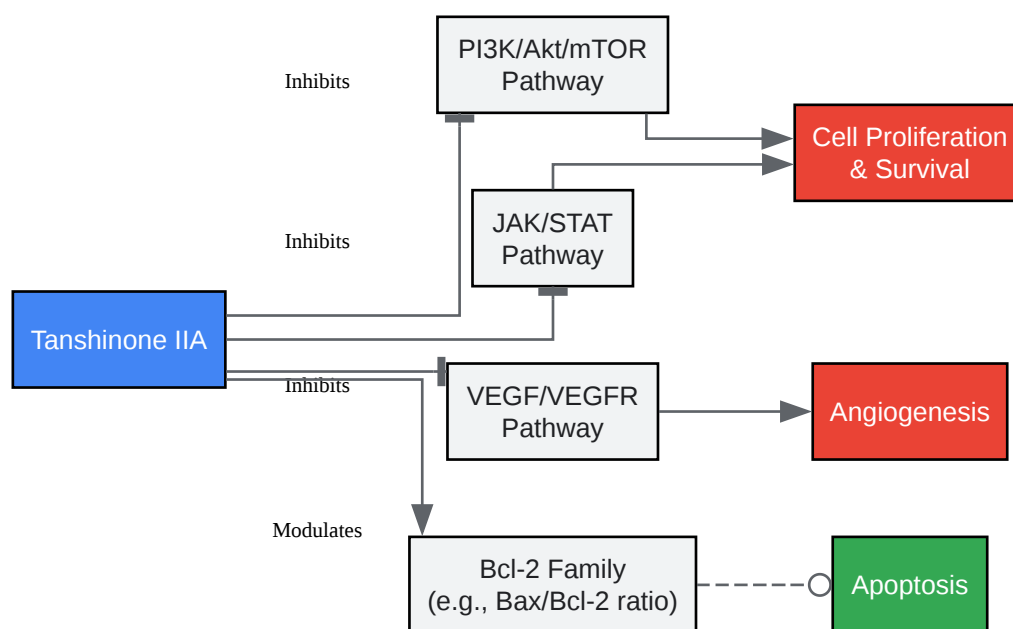 PI3K/Akt/mTOR
Pathway
Inhibits
Cell Proliferation
& Survival
JAK/STAT
Pathway
Inhibits
Tanshinone IIA
Inhibits
VEGF/VEGFR
Pathway
Angiogenesis
Modulates
Bcl-2 Family
(e.g., Bax/Bcl-2 ratio)
Apoptosis